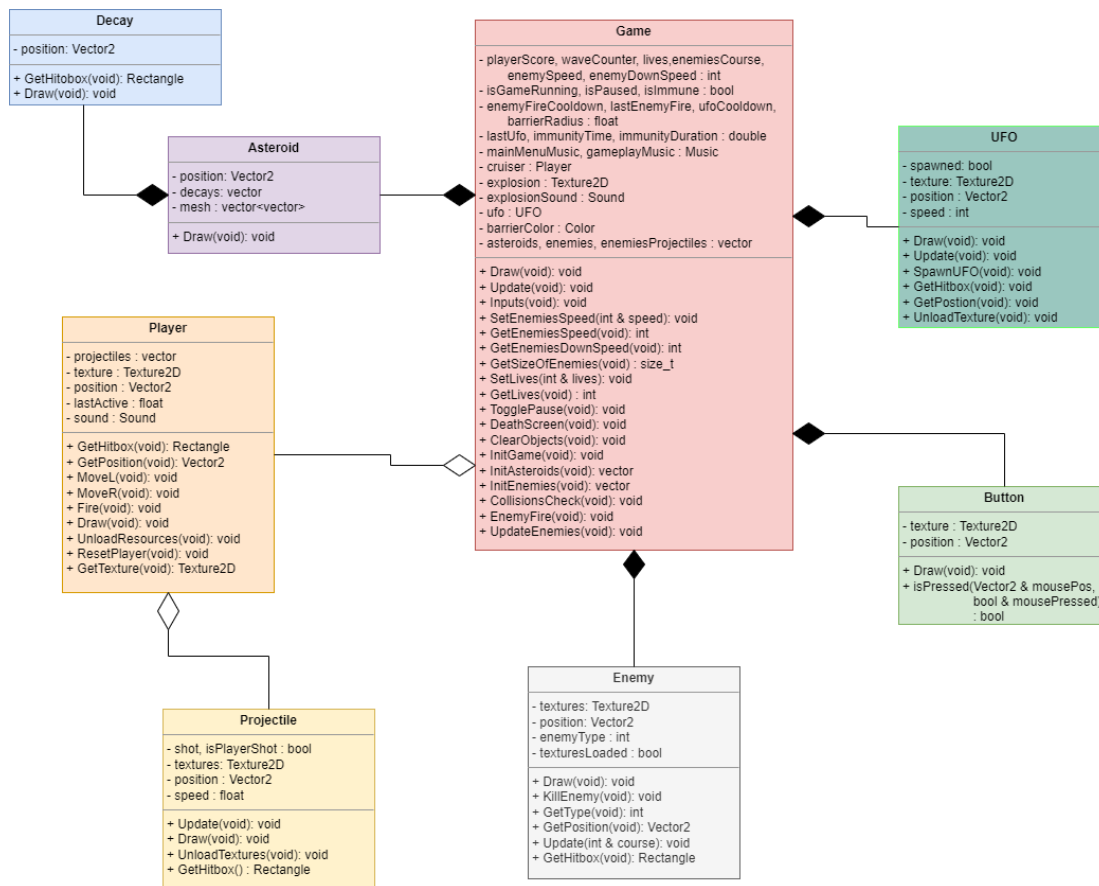 Decay
- position: Vector2
+ GetHitobox(void): Rectangle
+ Draw(void): void
Asteroid
- position: Vector2
- decays: vector
- mesh : vector<vector>
+ Draw(void): void
Player
- projectiles : vector
- texture : Texture2D
- position : Vector2
- lastActive : float
- sound : Sound
+ GetHitbox(void): Rectangle
+ GetPosition(void): Vector2
+ MoveL(void): void
+ MoveR(void): void
+ Fire(void): void
+ Draw(void): void
+ UnloadResources(void): void
+ ResetPlayer(void): void
+ GetTexture(void): Texture2D
Projectile
- shot, isPlayerShot : bool
- textures: Texture2D
- position : Vector2
- speed : float
+ Update(void): void
+ Draw(void): void
+ UnloadTextures(void): void
+ GetHitbox() : Rectangle
Game
- playerScore, waveCounter, lives,enemiesCourse,
enemySpeed, enemyDownSpeed : int
- isGameRunning, isPaused, isImmune : bool
- enemyFireCooldown, lastEnemyFire, ufoCooldown,
barrierRadius : float
- lastUfo, immunityTime, immunityDuration : double
- mainMenuMusic, gameplayMusic : Music
- cruiser : Player
- explosion : Texture2D
- explosionSound : Sound
- ufo : UFO
- barrierColor : Color
- asteroids, enemies, enemiesProjectiles : vector
+ Draw(void): void
+ Update(void): void
+ Inputs(void): void
+ SetEnemiesSpeed(int & speed): void
+ GetEnemiesSpeed(void): int
+ GetEnemiesDownSpeed(void): int
+ GetSizeOfEnemies(void) : size_t
+ SetLives(int & lives): void
+ GetLives(void) : int
+ TogglePause(void): void
+ DeathScreen(void): void
+ ClearObjects(void): void
+ InitGame(void): void
+ InitAsteroids(void): vector
+ InitEnemies(void): vector
+ CollisionsCheck(void): void
+ EnemyFire(void): void
+ UpdateEnemies(void): void
Enemy
- textures: Texture2D
- position: Vector2
- enemyType : int
- texturesLoaded : bool
+ Draw(void): void
+ KillEnemy(void): void
+ GetType(void): int
+ GetPosition(void): Vector2
+ Update(int & course): void
+ GetHitbox(void): Rectangle
UFO
- spawned: bool
- texture: Texture2D
- position : Vector2
- speed : int
+ Draw(void): void
+ Update(void): void
+ SpawnUFO(void): void
+ GetHitbox(void): void
+ GetPostion(void): void
+ UnloadTexture(void): void
Button
- texture : Texture2D
- position : Vector2
+ Draw(void): void
+ isPressed(Vector2 & mousePos,
bool & mousePressed)
: bool